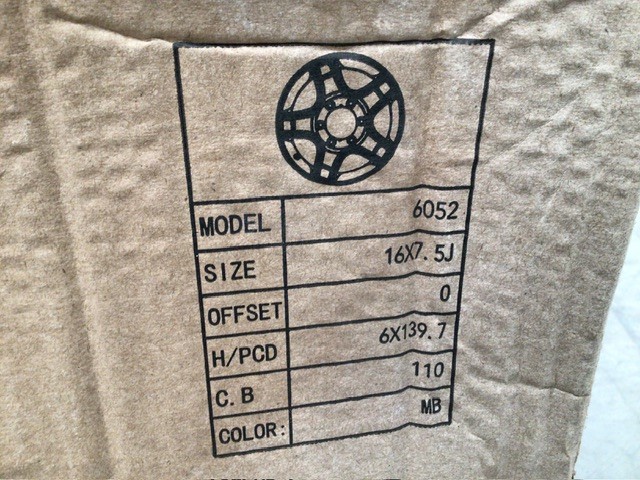 MODEL 6052
SIZE 16X7.5J
OFFSET 0
H/PCD 6X139.7
C.B 110
COLOR: MB